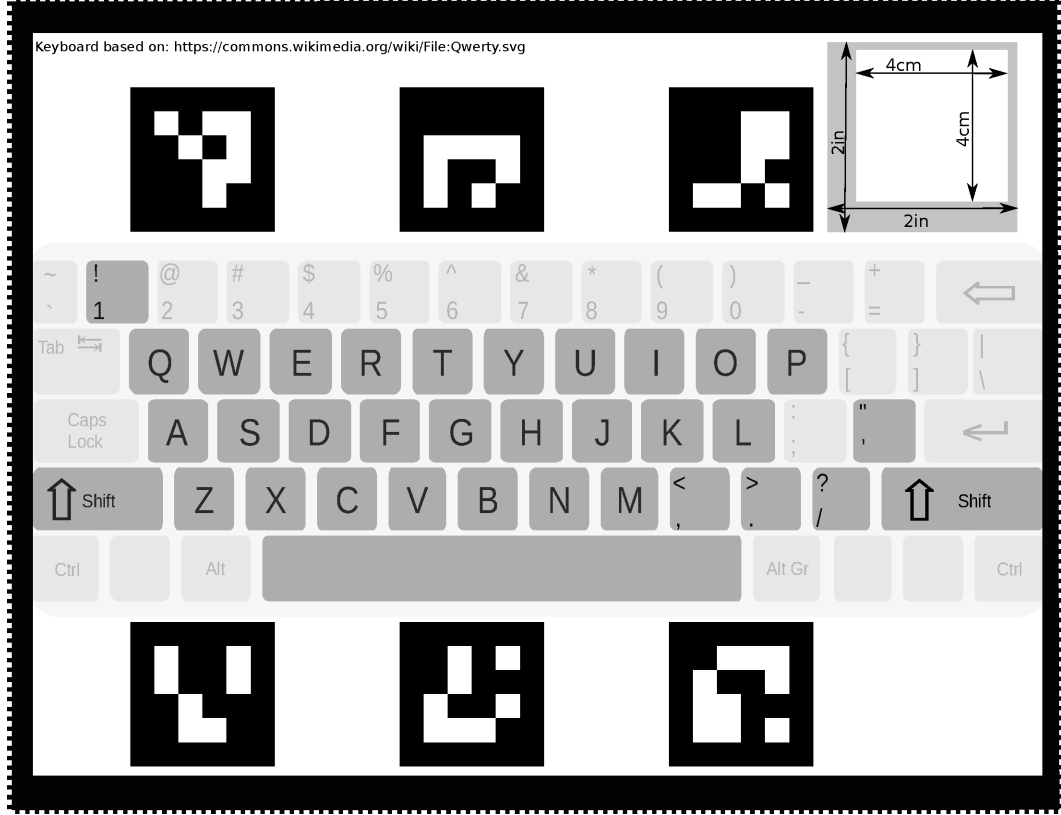 Keyboard based on: https://commons.wikimedia.org/wiki/File:Qwerty.svg
4cm
2in
4cm
2in
~ ! @ # $ % ^ & * ( ) _ +
` 1 2 3 4 5 6 7 8 9 0 - =
Tab Q W E R T Y U I O P { } |
[ ] \
Caps Lock A S D F G H J K L : "
; '
Shift Z X C V B N M < > ? Shift
, . /
Ctrl Alt Alt Gr Ctrl